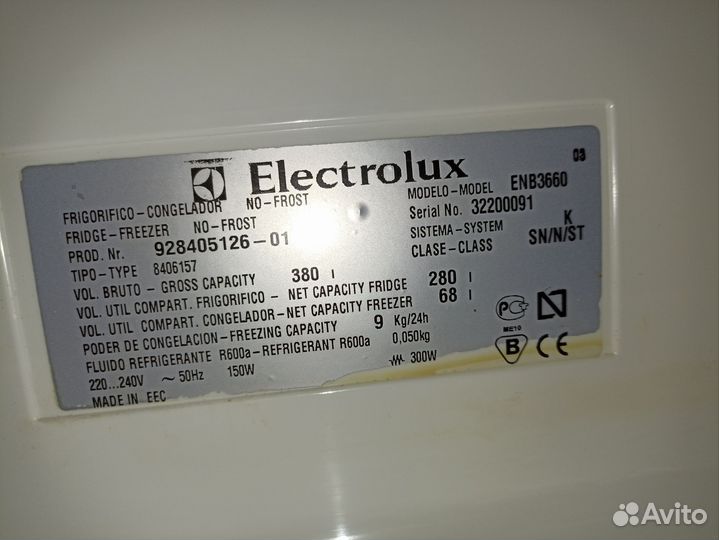 Electrolux
03
FRIGORIFICO-CONGELADOR NO-FROST
MODELO-MODEL ENB3660
FRIDGE-FREEZER NO-FROST
Serial No. 32200091
PROD. Nr. 928405126-01
SISTEMA-SYSTEM K
TIPO-TYPE 8406157
CLASE-CLASS SN/N/ST
VOL. BRUTO - GROSS CAPACITY 380 l
VOL. UTIL COMPART. FRIGORIFICO - NET CAPACITY FRIDGE 280 l
VOL. UTIL COMPART. CONGELADOR-NET CAPACITY FREEZER 68 l
PODER DE CONGELACION-FREEZING CAPACITY 9 Kg/24h
FLUIDO REFRIGERANTE R600a-REFRIGERANT R600a 0,050kg
220...240V ~ 50Hz 150W 300W
MADE IN EEC
PC
ME10
B CE
Avito